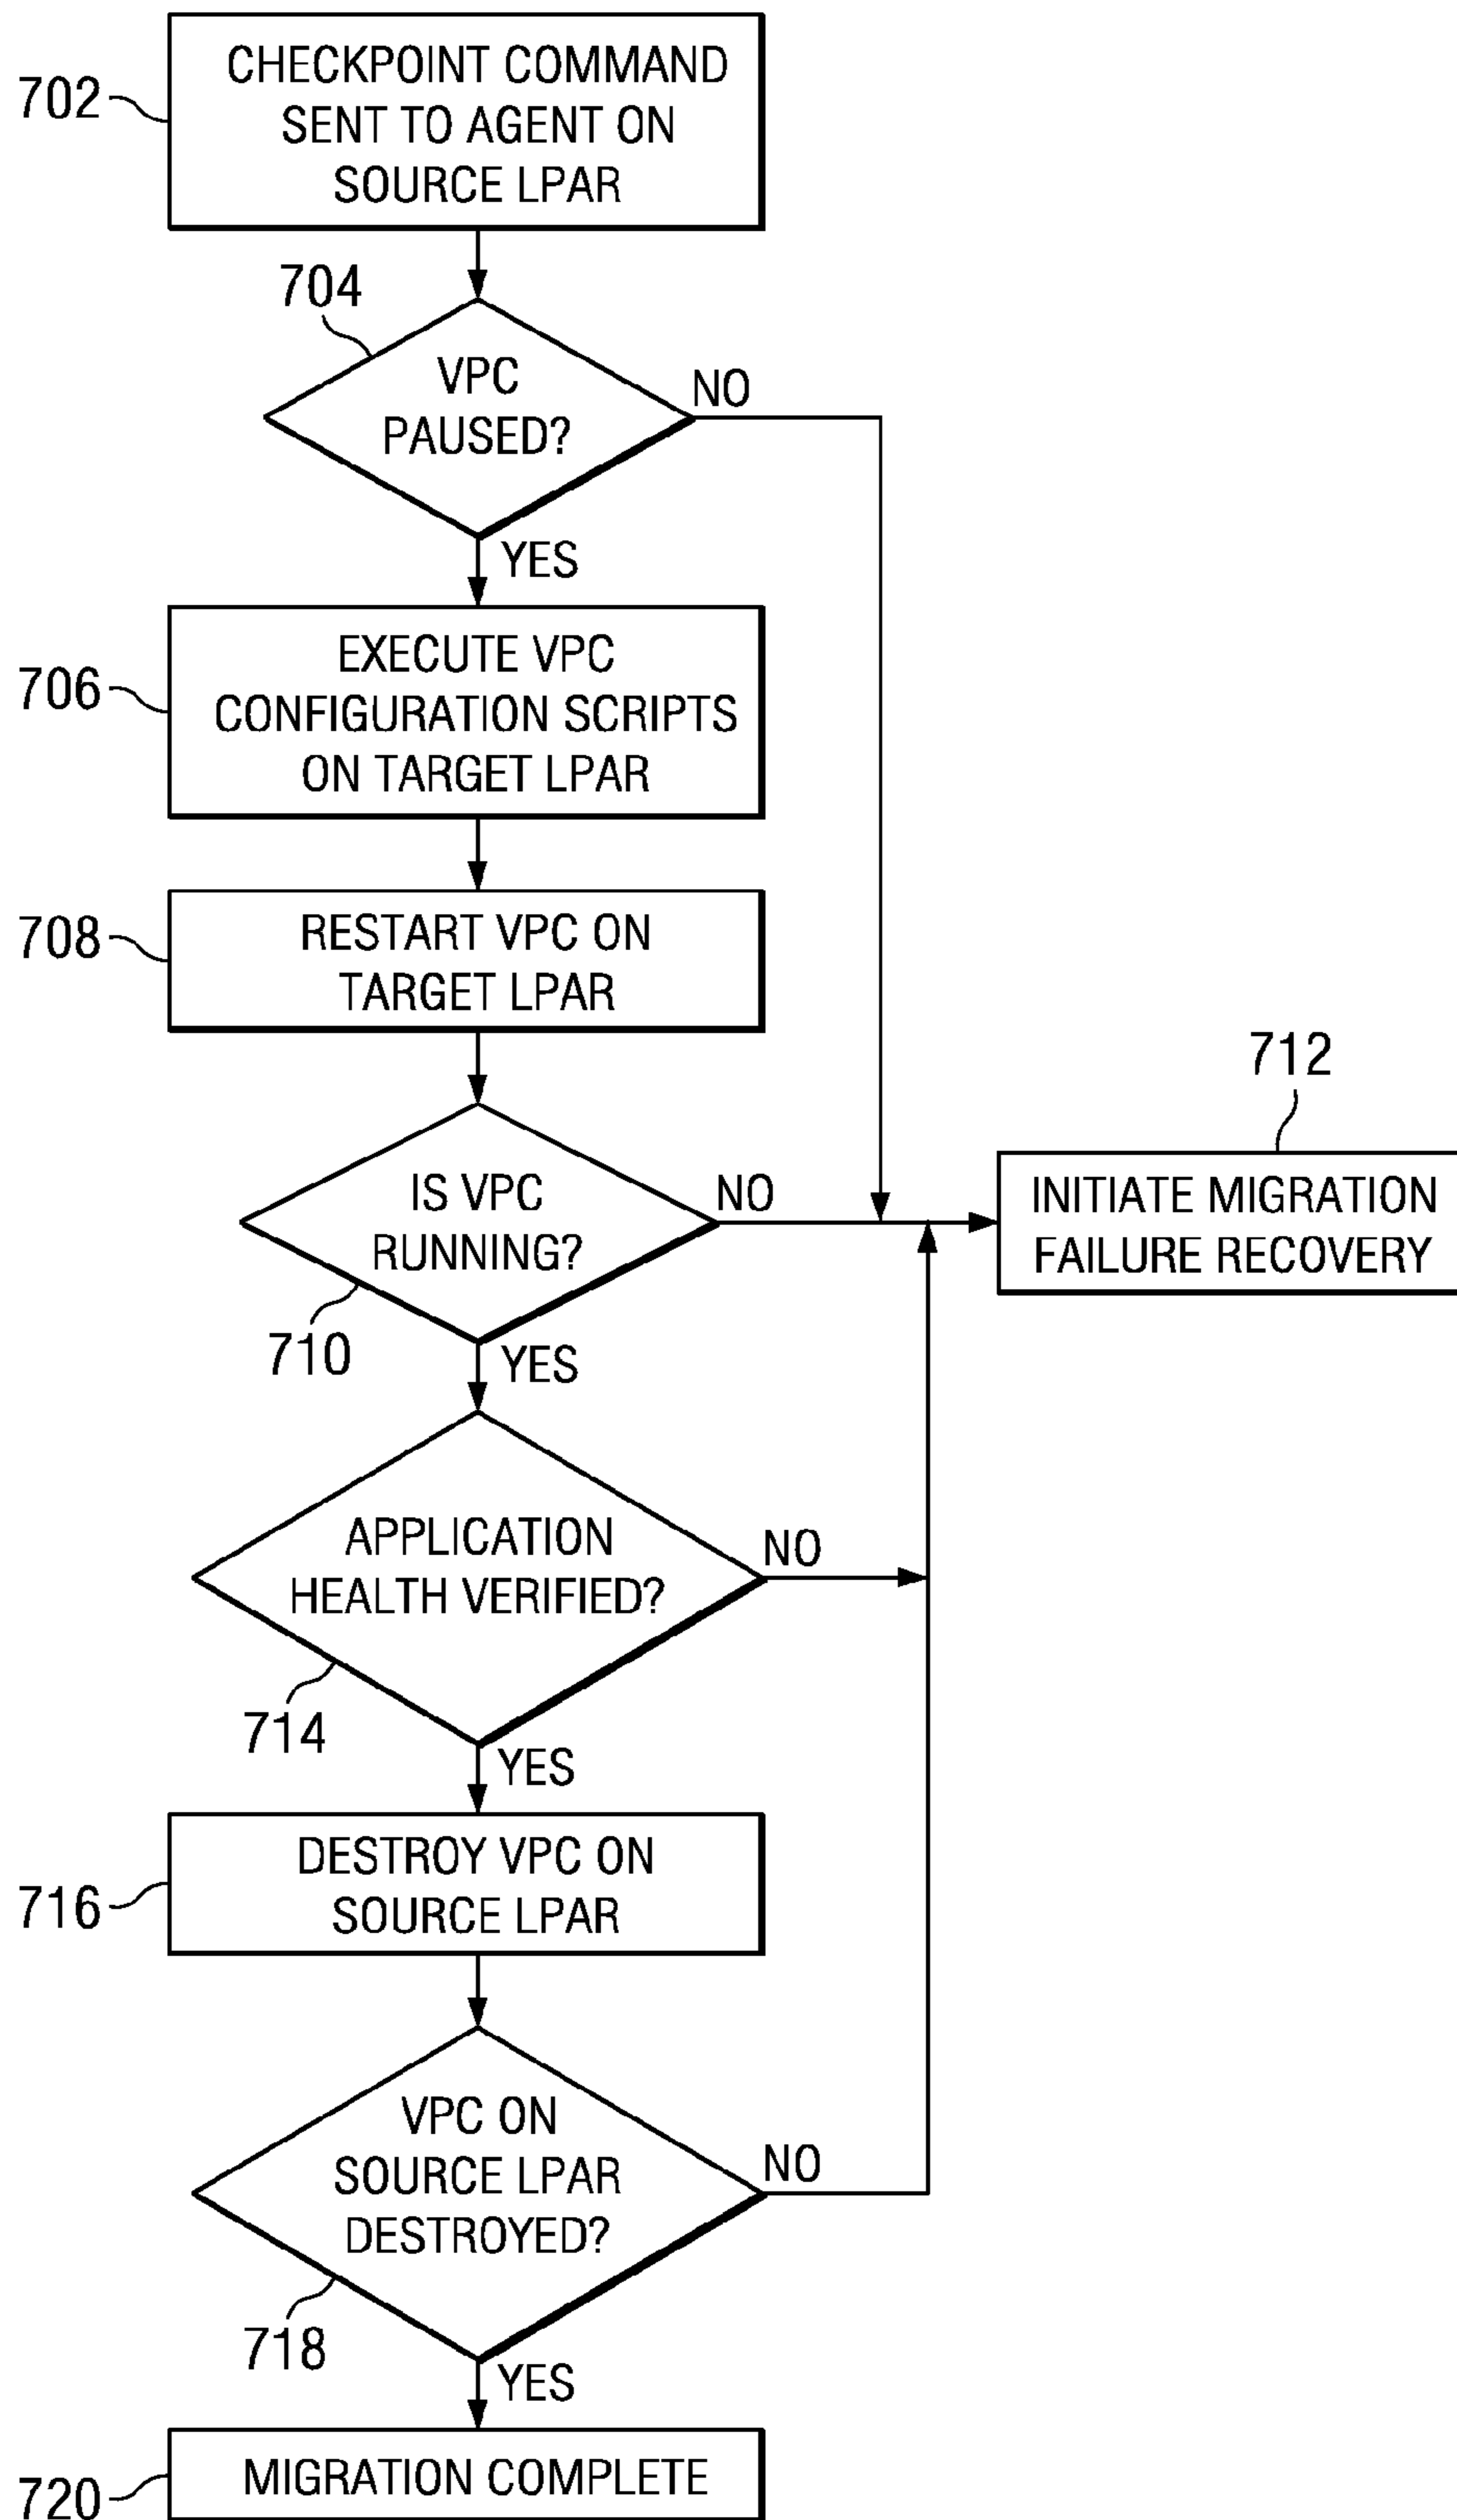 702
CHECKPOINT COMMAND
SENT TO AGENT ON
SOURCE LPAR
704
VPC
PAUSED?
NO
YES
706
EXECUTE VPC
CONFIGURATION SCRIPTS
ON TARGET LPAR
708
RESTART VPC ON
TARGET LPAR
IS VPC
RUNNING?
NO
710
YES
712
INITIATE MIGRATION
FAILURE RECOVERY
APPLICATION
HEALTH VERIFIED?
NO
714
YES
716
DESTROY VPC ON
SOURCE LPAR
VPC ON
SOURCE LPAR
DESTROYED?
NO
718
YES
720
MIGRATION COMPLETE